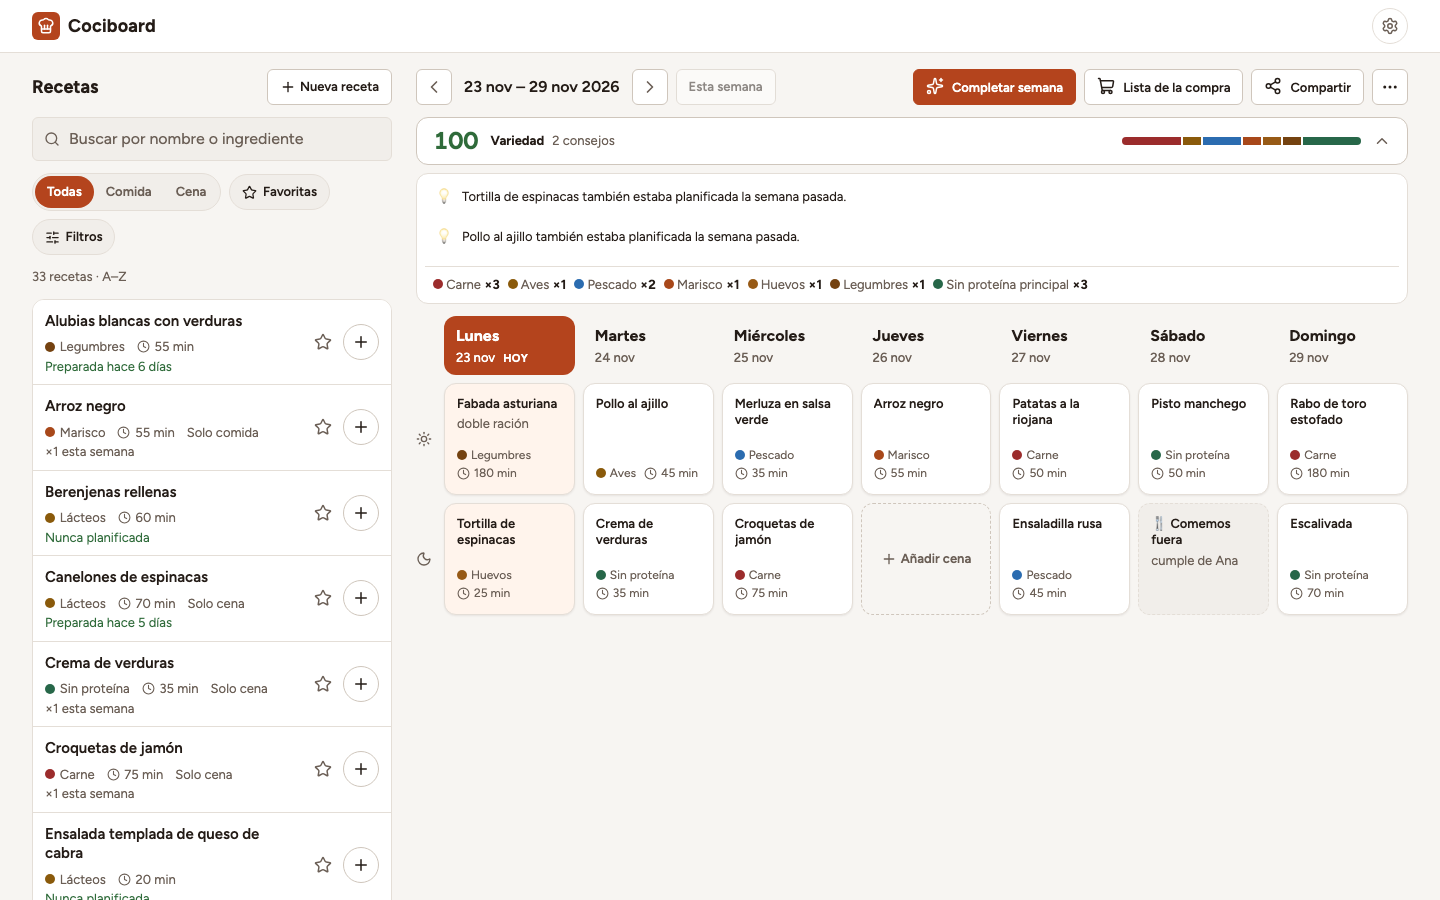 Cociboard
Recetas
Nueva receta
Buscar por nombre o ingrediente
Todas
Comida
Cena
Favoritas
Filtros
33 recetas · A–Z
Alubias blancas con verduras
Legumbres 55 min
Preparada hace 6 días
Arroz negro
Marisco 55 min Solo comida
×1 esta semana
Berenjenas rellenas
Lácteos 60 min
Nunca planificada
Canelones de espinacas
Lácteos 70 min Solo cena
Preparada hace 5 días
Crema de verduras
Sin proteína 35 min Solo cena
×1 esta semana
Croquetas de jamón
Carne 75 min Solo cena
×1 esta semana
Ensalada templada de queso de
cabra
Lácteos 20 min
Nunca planificada
23 nov – 29 nov 2026
Esta semana
Completar semana
Lista de la compra
Compartir
100 Variedad 2 consejos
Tortilla de espinacas también estaba planificada la semana pasada.
Pollo al ajillo también estaba planificada la semana pasada.
Carne ×3 Aves ×1 Pescado ×2 Marisco ×1 Huevos ×1 Legumbres ×1 Sin proteína principal ×3
Lunes
23 nov HOY
Martes
24 nov
Miércoles
25 nov
Jueves
26 nov
Viernes
27 nov
Sábado
28 nov
Domingo
29 nov
Fabada asturiana
doble ración
Legumbres
180 min
Pollo al ajillo
Aves 45 min
Merluza en salsa
verde
Pescado
35 min
Arroz negro
Marisco
55 min
Patatas a la
riojana
Carne
50 min
Pisto manchego
Sin proteína
50 min
Rabo de toro
estofado
Carne
180 min
Tortilla de
espinacas
Huevos
25 min
Crema de
verduras
Sin proteína
35 min
Croquetas de
jamón
Carne
75 min
Añadir cena
Ensaladilla rusa
Pescado
45 min
Comemos
fuera
cumple de Ana
Escalivada
Sin proteína
70 min